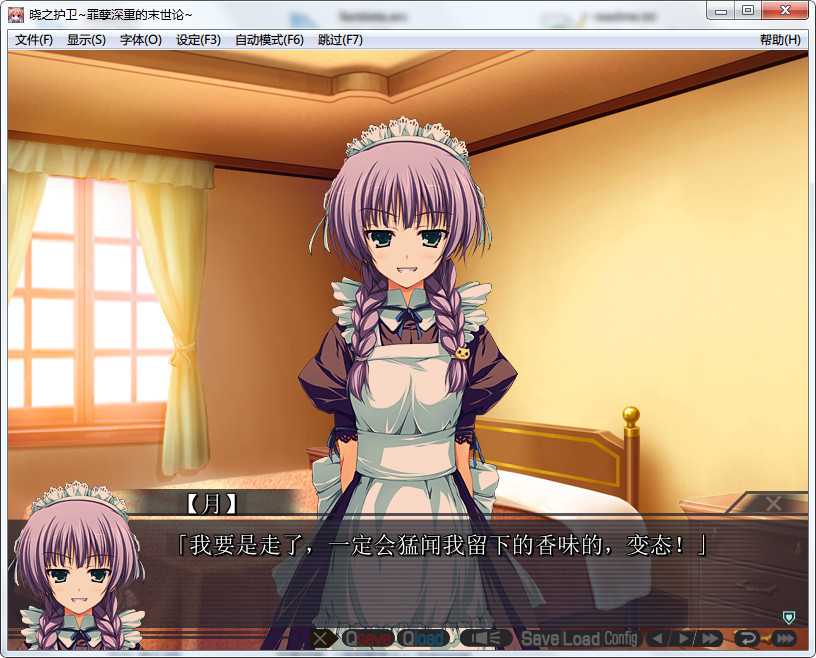 晓之护卫~罪孽深重的末世论~
文件(F) 显示(S) 字体(O) 设定(F3) 自动模式(F6) 跳过(F7) 帮助(H)
【月】
「我要是走了，一定会猛闻我留下的香味的，变态！」
Qsave Qload Save Load Config